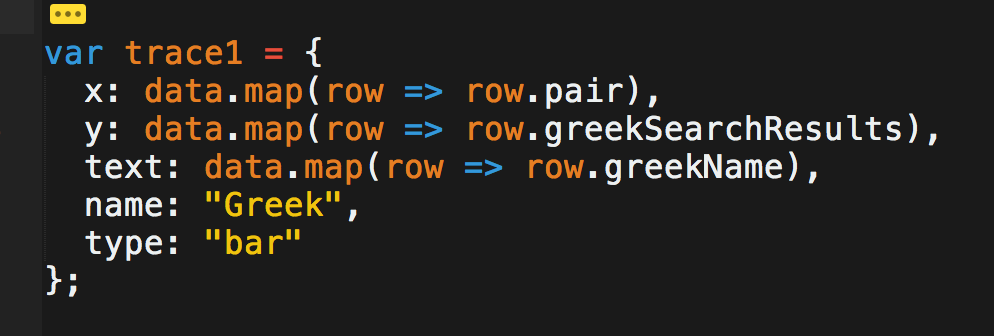 var trace1 = {
  x: data.map(row => row.pair),
  y: data.map(row => row.greekSearchResults),
  text: data.map(row => row.greekName),
  name: "Greek",
  type: "bar"
};